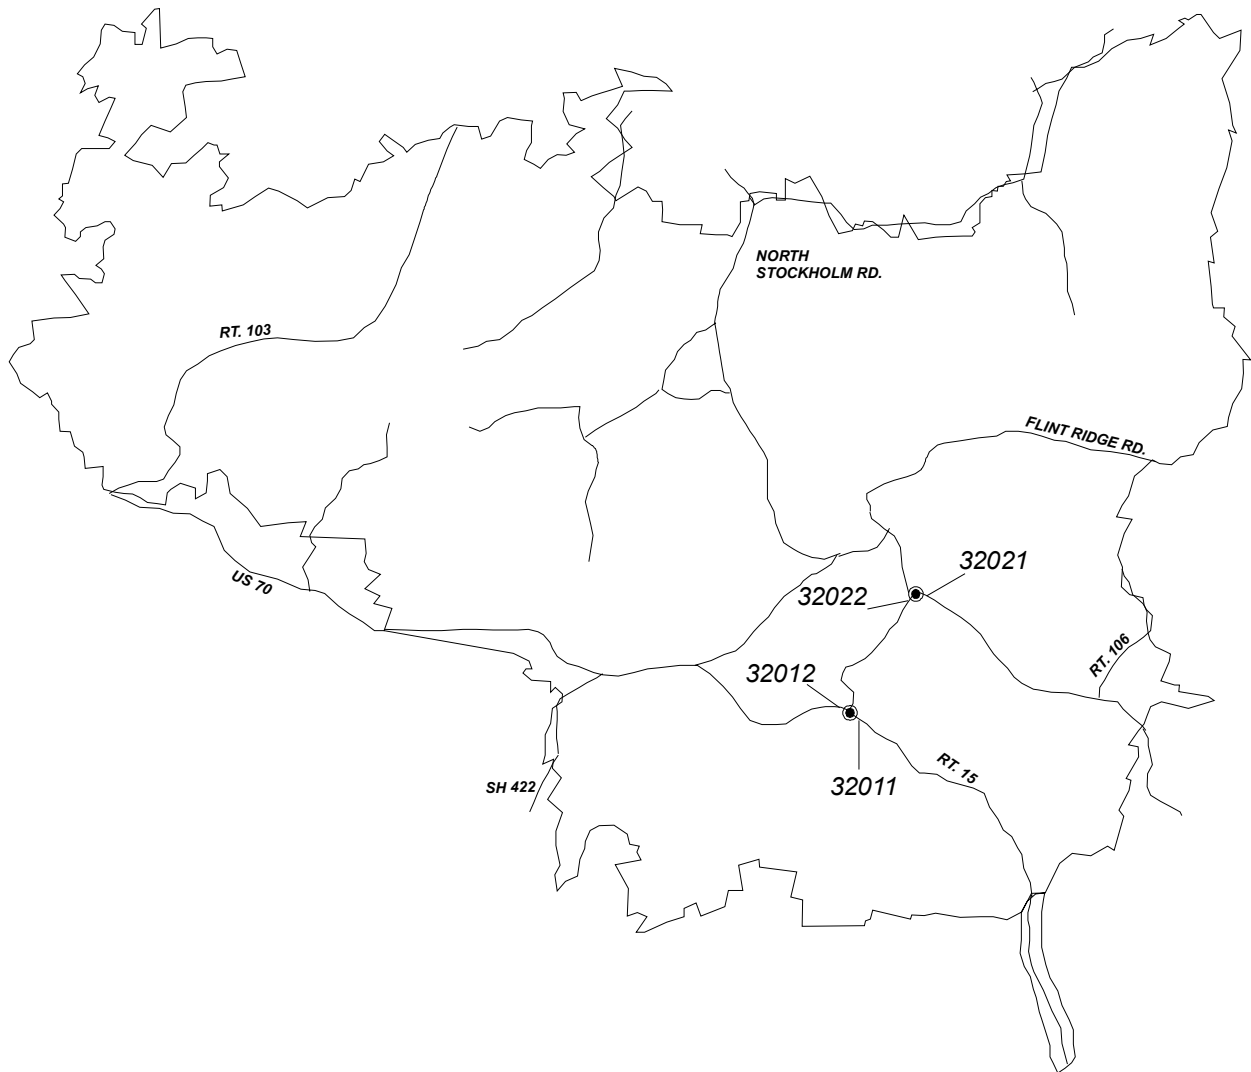 NORTH
STOCKHOLM RD.
RT. 103
FLINT RIDGE RD.
32021
US 70
32022
RT. 106
32012
RT. 15
SH 422
32011